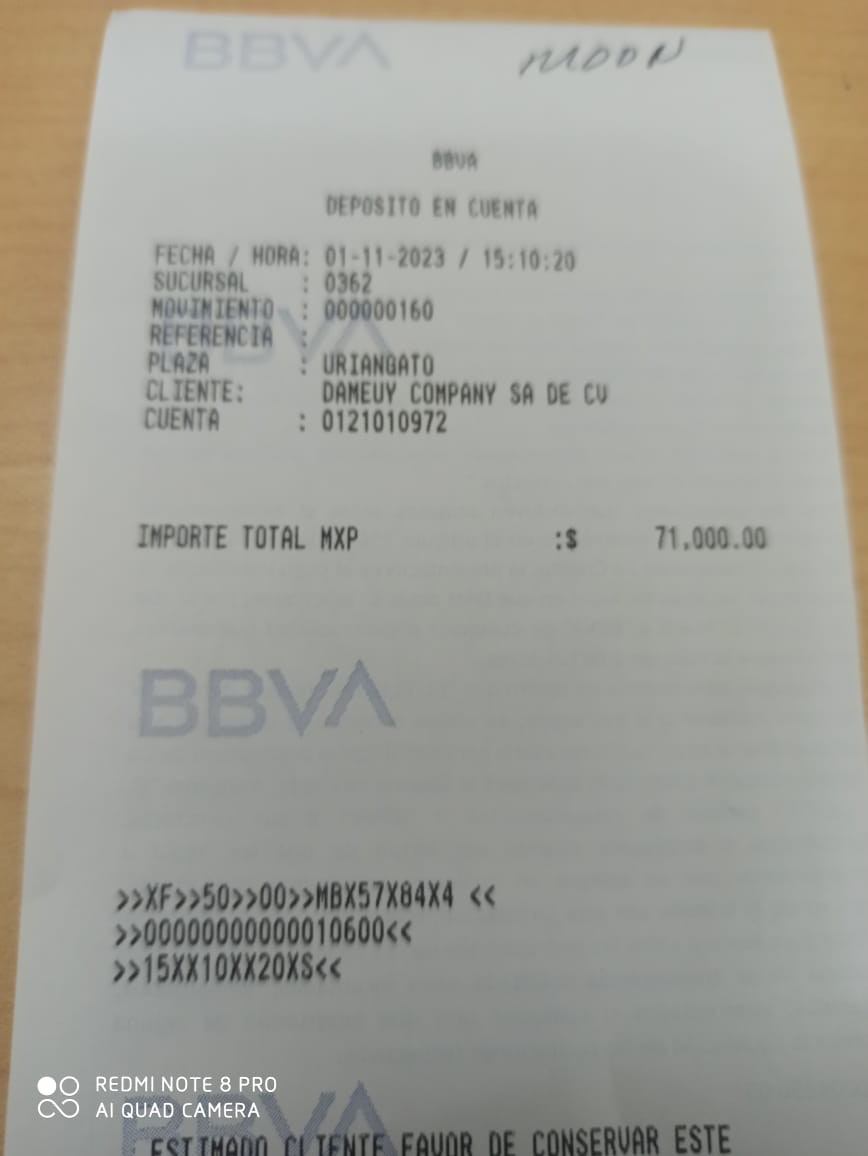 BBVA
MOON
BBVA
DEPOSITO EN CUENTA
FECHA / HORA: 01-11-2023 / 15:10:20
SUCURSAL : 0362
MOVIMIENTO : 000000160
REFERENCIA :
PLAZA : URIANGATO
CLIENTE: DAMEUY COMPANY SA DE CV
CUENTA : 0121010972
IMPORTE TOTAL MXP :$ 71,000.00
BBVA
>>XF>>50>>00>>MBX57X84X4 <<
>>00000000000010600<<
>>15XX10XX20XS<<
REDMI NOTE 8 PRO
AI QUAD CAMERA
BBVA
ESTIMADO CLIENTE FAVOR DE CONSERVAR ESTE